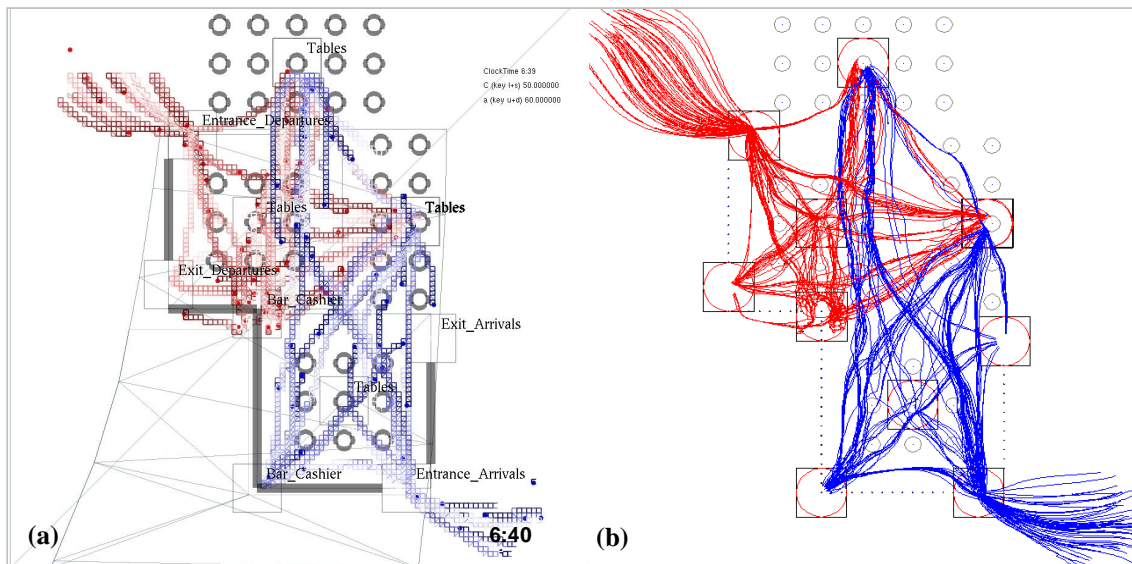 Tables
ClockTime 6:39
C (key l+s) 50.000000
a (key u+d) 60.000000
Entrance_Departures
Tables
Tables
Exit_Departures
Bar_Cashier
Exit_Arrivals
Tables
Bar_Cashier
Entrance_Arrivals
(a)
6:40
(b)